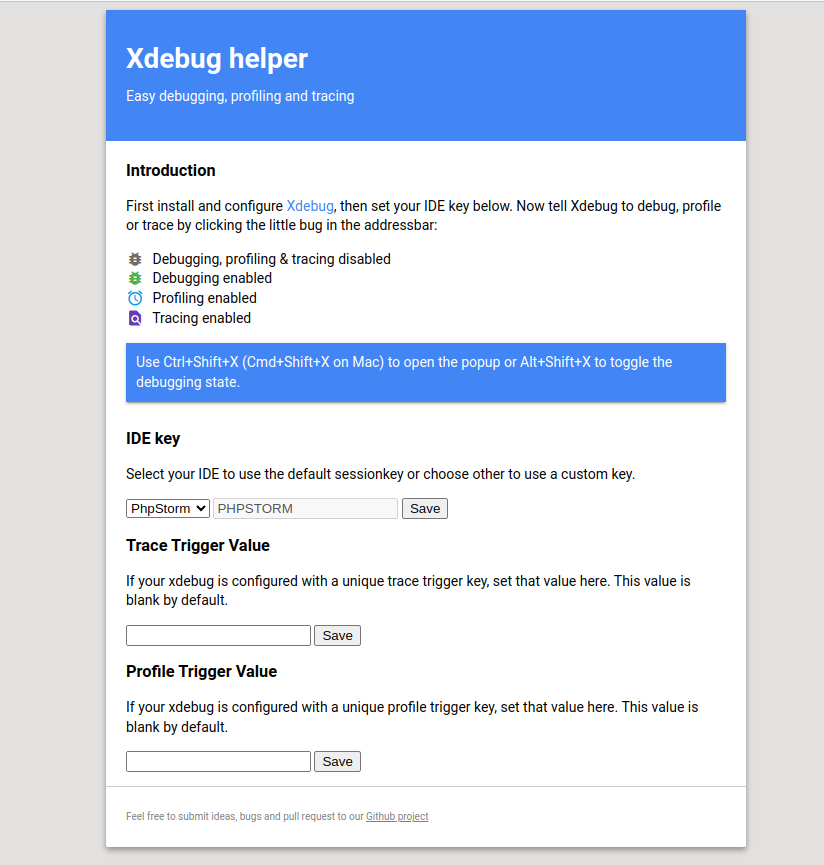 Xdebug helper
Easy debugging, profiling and tracing
Introduction
First install and configure Xdebug, then set your IDE key below. Now tell Xdebug to debug, profile
or trace by clicking the little bug in the addressbar:
Debugging, profiling & tracing disabled
Debugging enabled
Profiling enabled
Tracing enabled
Use Ctrl+Shift+X (Cmd+Shift+X on Mac) to open the popup or Alt+Shift+X to toggle the
debugging state.
IDE key
Select your IDE to use the default sessionkey or choose other to use a custom key.
PhpStorm PHPSTORM Save
Trace Trigger Value
If your xdebug is configured with a unique trace trigger key, set that value here. This value is
blank by default.
Save
Profile Trigger Value
If your xdebug is configured with a unique profile trigger key, set that value here. This value is
blank by default.
Save
Feel free to submit ideas, bugs and pull request to our Github project